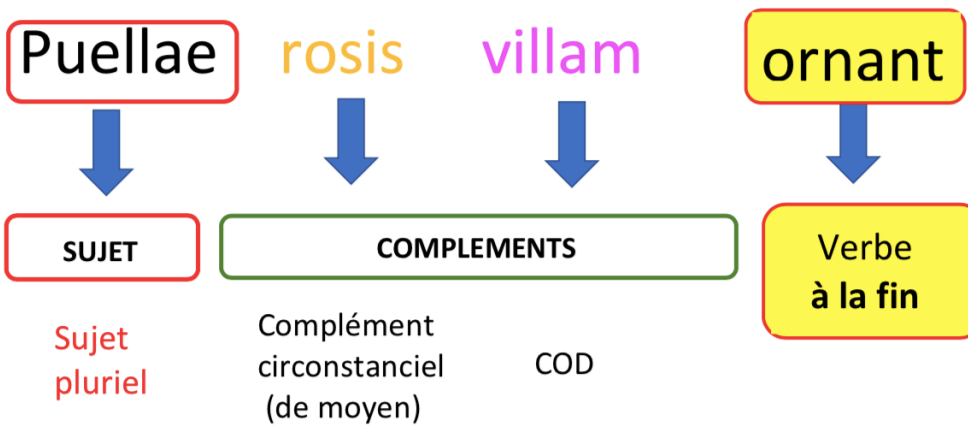 Puellae rosis villam ornant
SUJET COMPLEMENTS Verbe
à la fin
Sujet
pluriel
Complément
circonstanciel
(de moyen)
COD